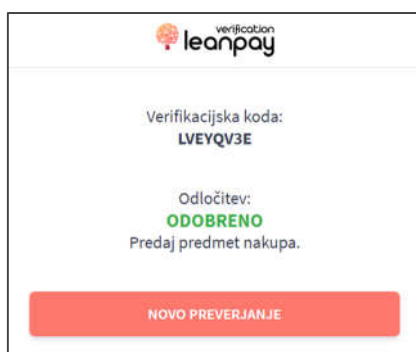 verification
leanpay
Verifikacijska koda:
LVEYQV3E
Odločitev:
ODOBRENO
Predaj predmet nakupa.
NOVO PREVERJANJE